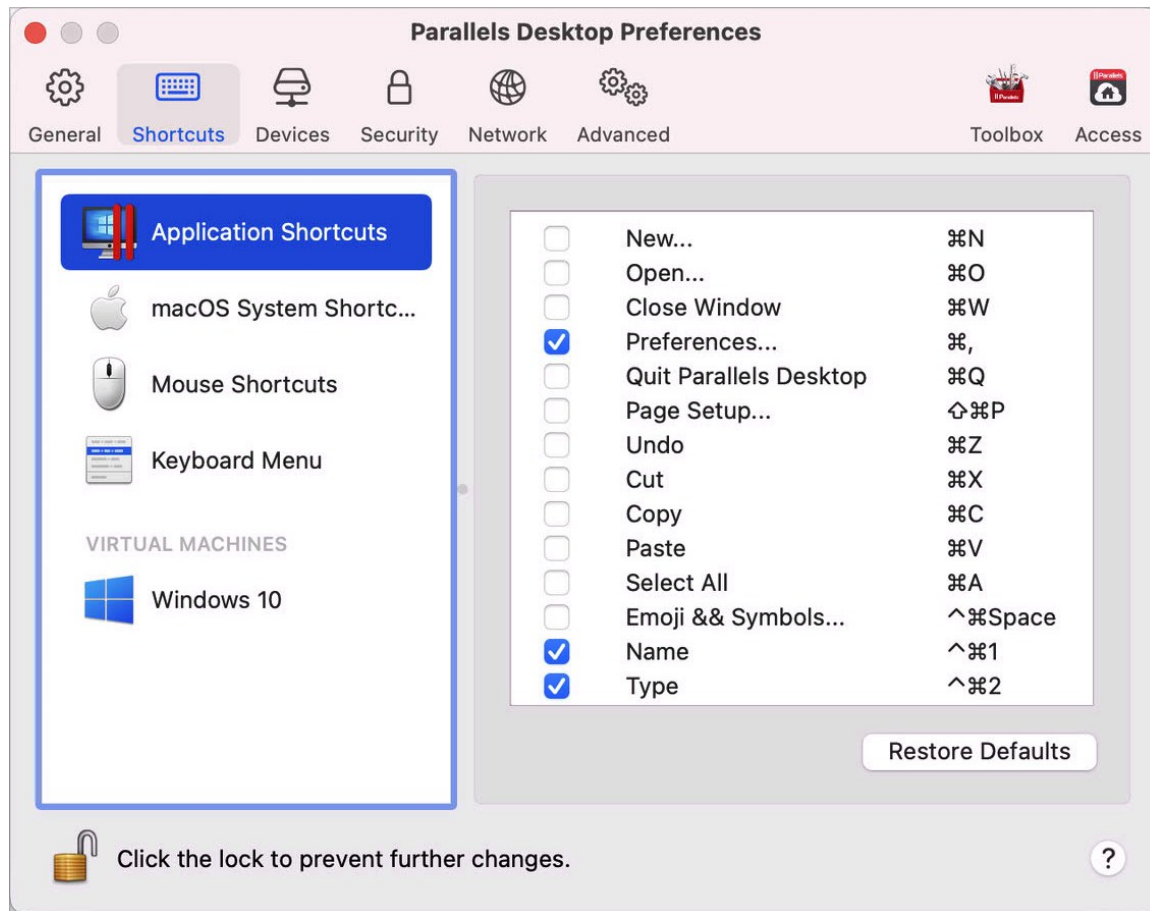 Parallels Desktop Preferences
General Shortcuts Devices Security Network Advanced Toolbox Access
Application Shortcuts
macOS System Shortc...
Mouse Shortcuts
Keyboard Menu
VIRTUAL MACHINES
Windows 10
New... ⌘N
Open... ⌘O
Close Window ⌘W
Preferences... ⌘,
Quit Parallels Desktop ⌘Q
Page Setup... ⇧⌘P
Undo ⌘Z
Cut ⌘X
Copy ⌘C
Paste ⌘V
Select All ⌘A
Emoji && Symbols... ^⌘Space
Name ^⌘1
Type ^⌘2
Restore Defaults
Click the lock to prevent further changes.
?